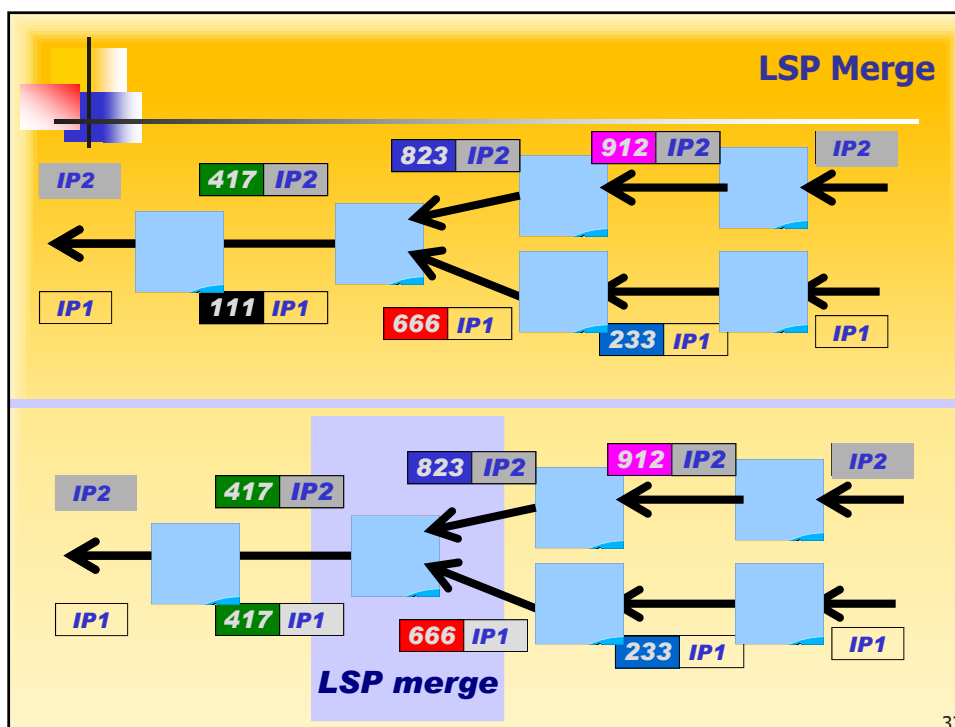 LSP Merge
823 IP2
912 IP2
IP2
IP2
417 IP2
IP1
111 IP1
666 IP1
233 IP1
IP1
823 IP2
912 IP2
IP2
IP2
417 IP2
IP1
417 IP1
666 IP1
233 IP1
IP1
LSP merge